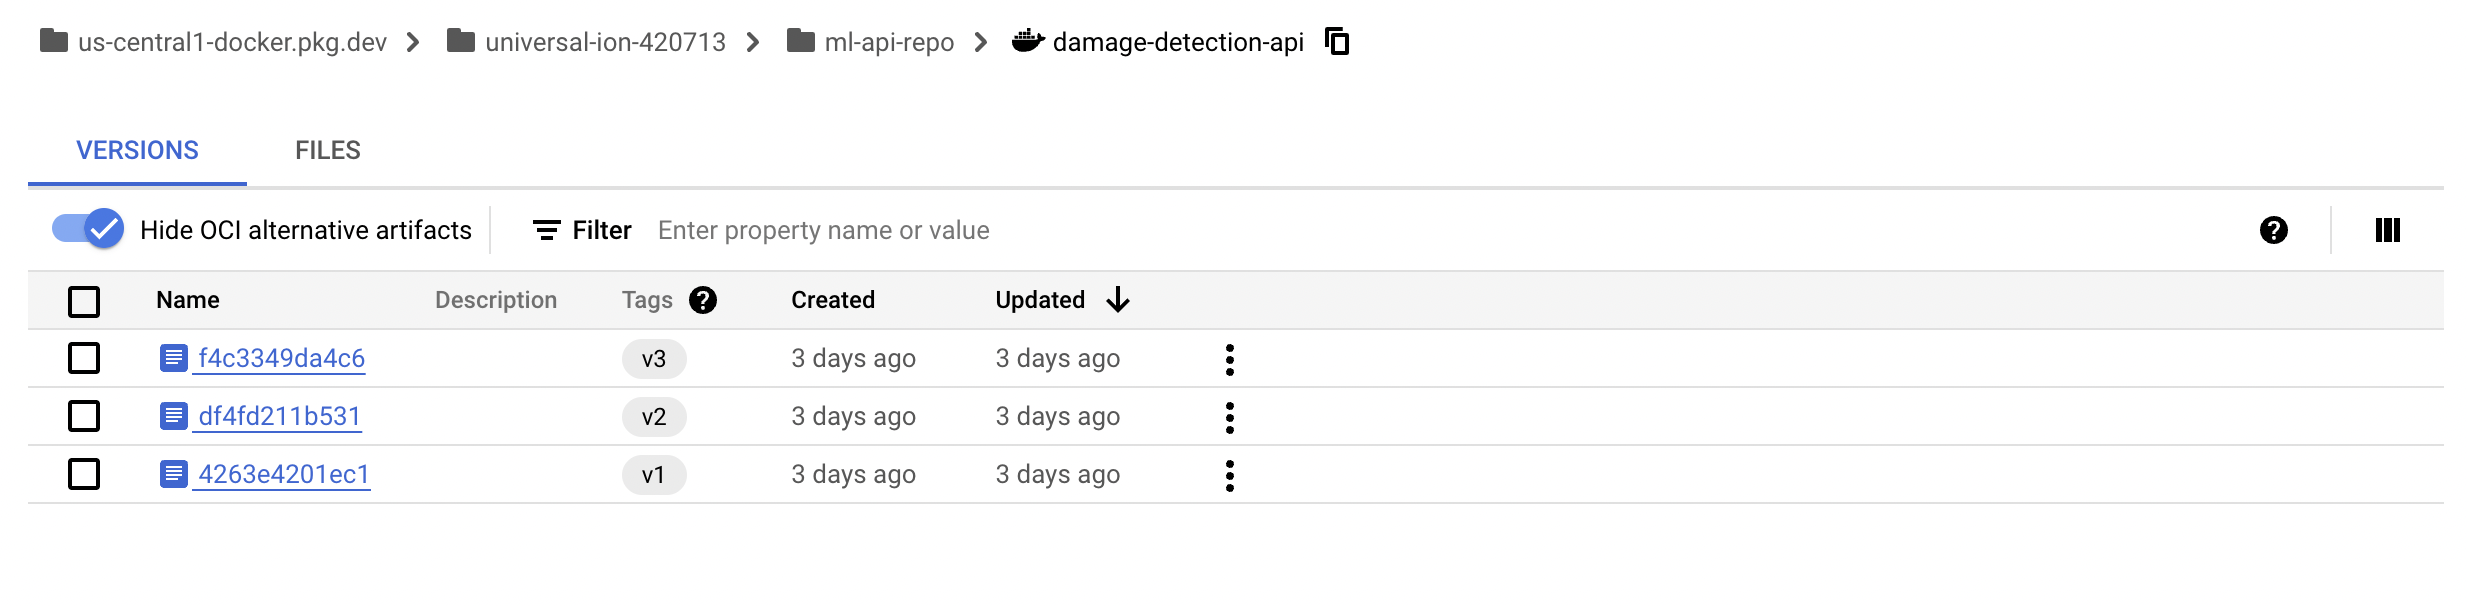 us-central1-docker.pkg.dev > universal-ion-420713 > ml-api-repo > damage-detection-api
VERSIONS FILES
Hide OCI alternative artifacts Filter Enter property name or value
Name Description Tags Created Updated
f4c3349da4c6 v3 3 days ago 3 days ago
df4fd211b531 v2 3 days ago 3 days ago
4263e4201ec1 v1 3 days ago 3 days ago